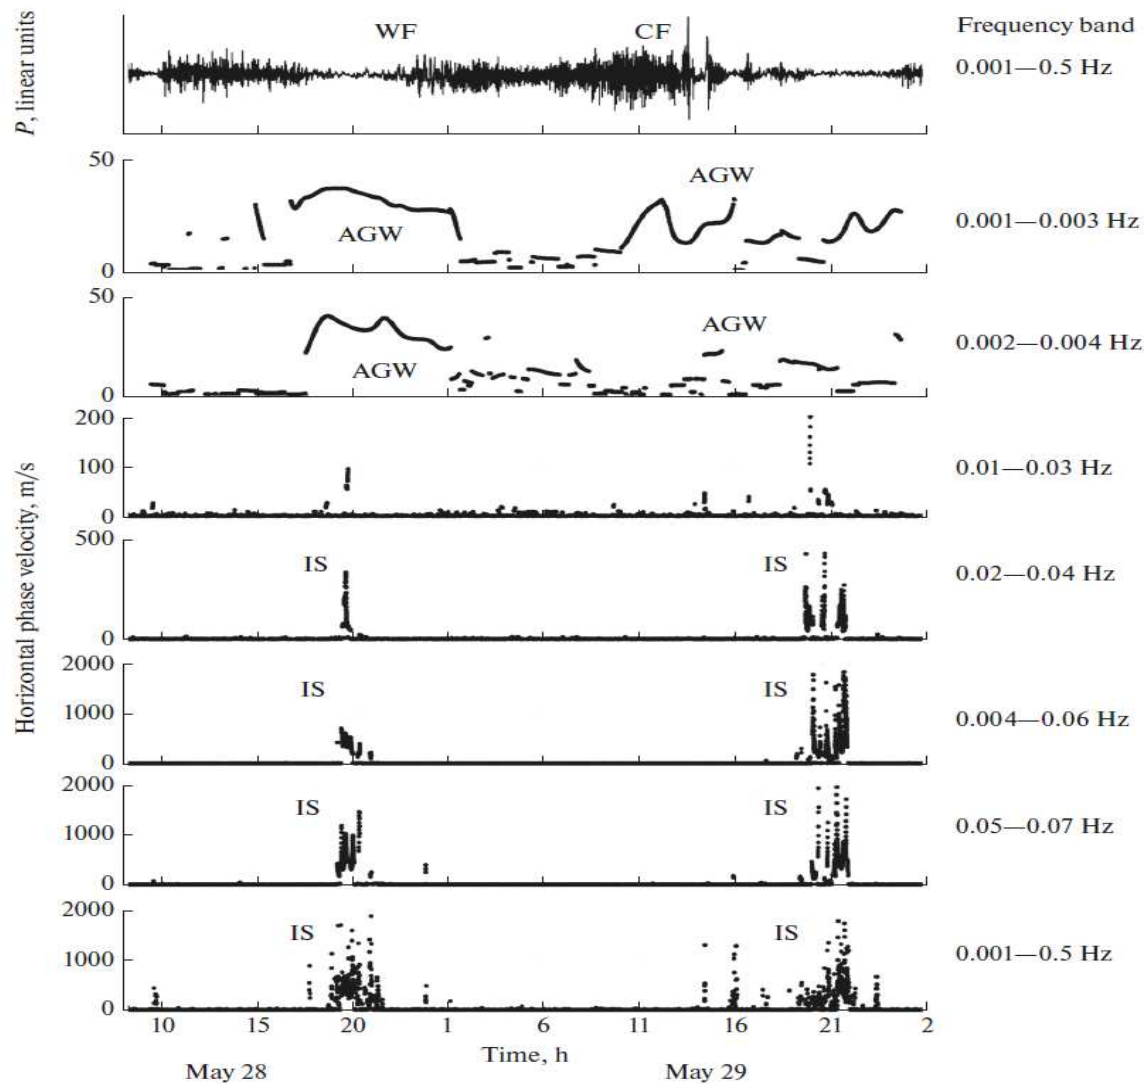 P, linear units
WF
CF
Frequency band
0.001—0.5 Hz
50
0
AGW
AGW
0.001—0.003 Hz
50
0
AGW
AGW
0.002—0.004 Hz
Horizontal phase velocity, m/s
200
100
0
0.01—0.03 Hz
500
0
IS
IS
0.02—0.04 Hz
2000
1000
0
IS
IS
0.004—0.06 Hz
2000
1000
0
IS
IS
0.05—0.07 Hz
2000
1000
0
IS
IS
0.001—0.5 Hz
10 15 20 1 6 11 16 21 2
Time, h
May 28 May 29